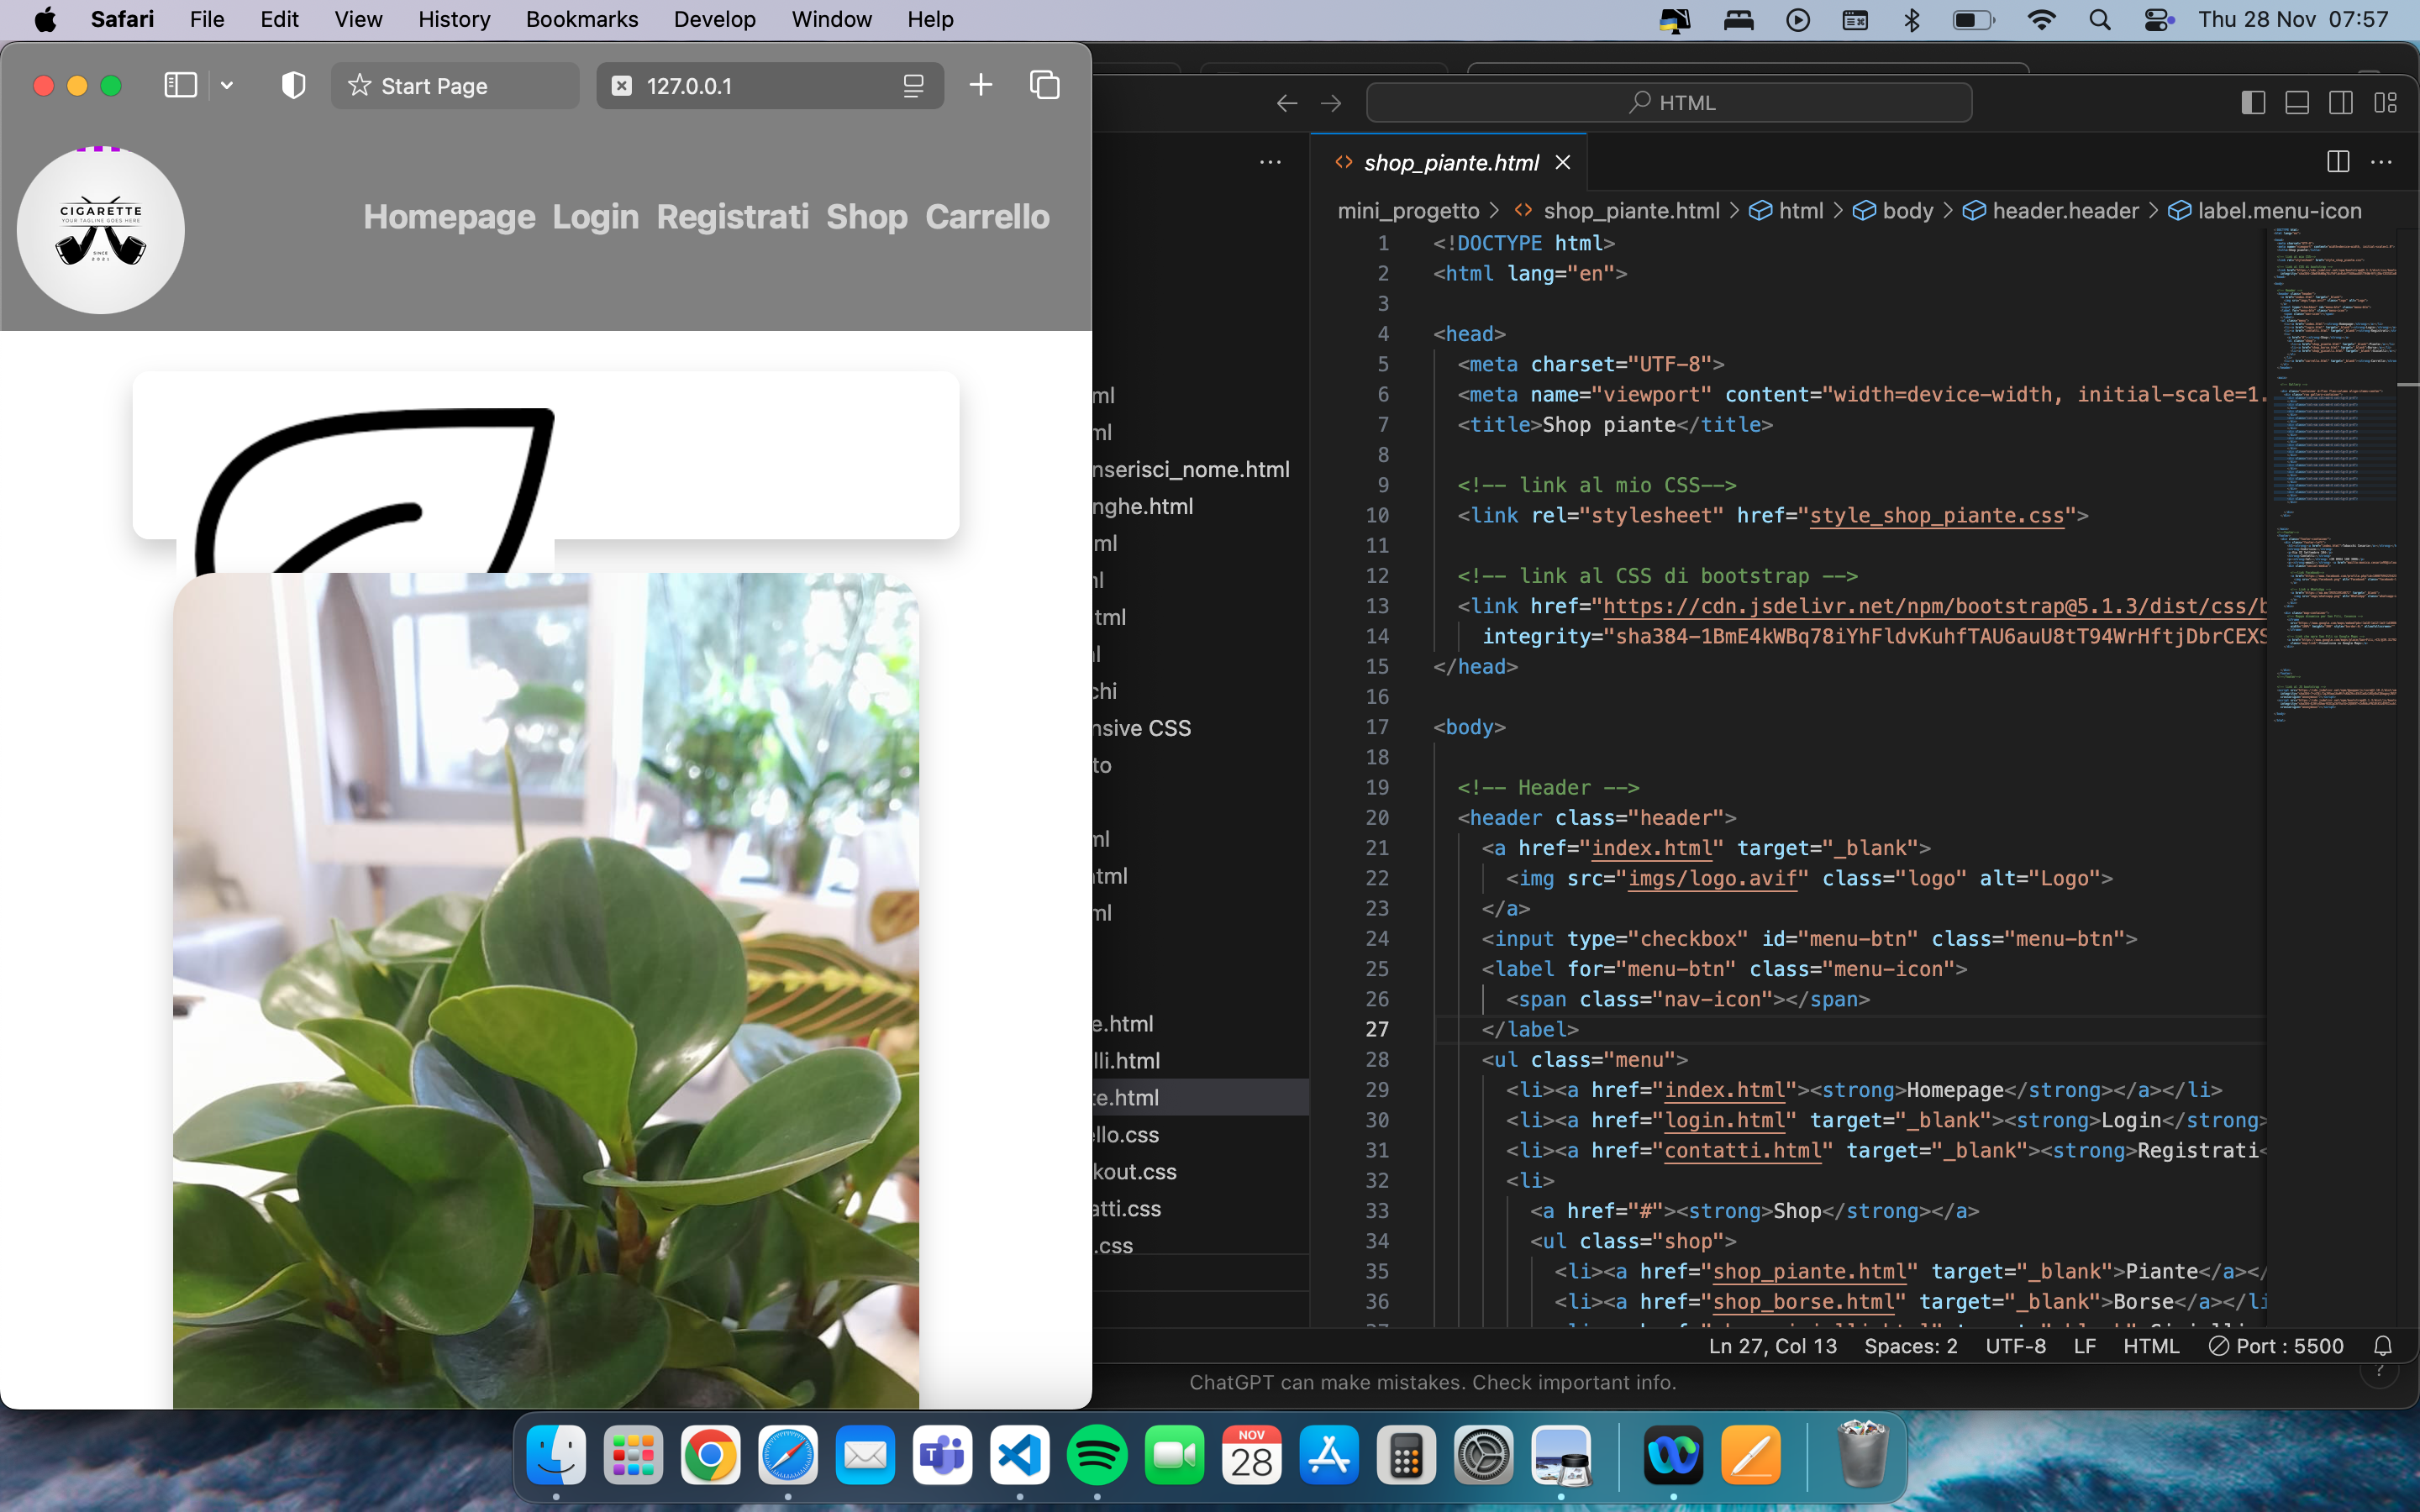 Safari File Edit View History Bookmarks Develop Window Help
Thu 28 Nov 07:57
Start Page
127.0.0.1
CIGARETTE
YOUR TAGLINE GOES HERE
SINCE
2021
Homepage Login Registrati Shop Carrello
HTML
ml
ml
nserisci_nome.html
nghe.html
ml
l
tml
l
chi
nsive CSS
to
ml
tml
ml
e.html
lli.html
te.html
ello.css
kout.css
atti.css
.css
shop_piante.html
mini_progetto > shop_piante.html > html > body > header.header > label.menu-icon
1 <!DOCTYPE html>
2 <html lang="en">
3
4 <head>
5 <meta charset="UTF-8">
6 <meta name="viewport" content="width=device-width, initial-scale=1.
7 <title>Shop piante</title>
8
9 <!-- link al mio CSS-->
10 <link rel="stylesheet" href="style_shop_piante.css">
11
12 <!-- link al CSS di bootstrap -->
13 <link href="https://cdn.jsdelivr.net/npm/bootstrap@5.1.3/dist/css/b
14 integrity="sha384-1BmE4kWBq78iYhFldvKuhfTAU6auU8tT94WrHftjDbrCEXS
15 </head>
16
17 <body>
18
19 <!-- Header -->
20 <header class="header">
21 <a href="index.html" target="_blank">
22 <img src="imgs/logo.avif" class="logo" alt="Logo">
23 </a>
24 <input type="checkbox" id="menu-btn" class="menu-btn">
25 <label for="menu-btn" class="menu-icon">
26 <span class="nav-icon"></span>
27 </label>
28 <ul class="menu">
29 <li><a href="index.html"><strong>Homepage</strong></a></li>
30 <li><a href="login.html" target="_blank"><strong>Login</strong>
31 <li><a href="contatti.html" target="_blank"><strong>Registrati<
32 <li>
33 <a href="#"><strong>Shop</strong></a>
34 <ul class="shop">
35 <li><a href="shop_piante.html" target="_blank">Piante</a></
36 <li><a href="shop_borse.html" target="_blank">Borse</a></li
Ln 27, Col 13 Spaces: 2 UTF-8 LF HTML Port : 5500
ChatGPT can make mistakes. Check important info.
?
NOV
28